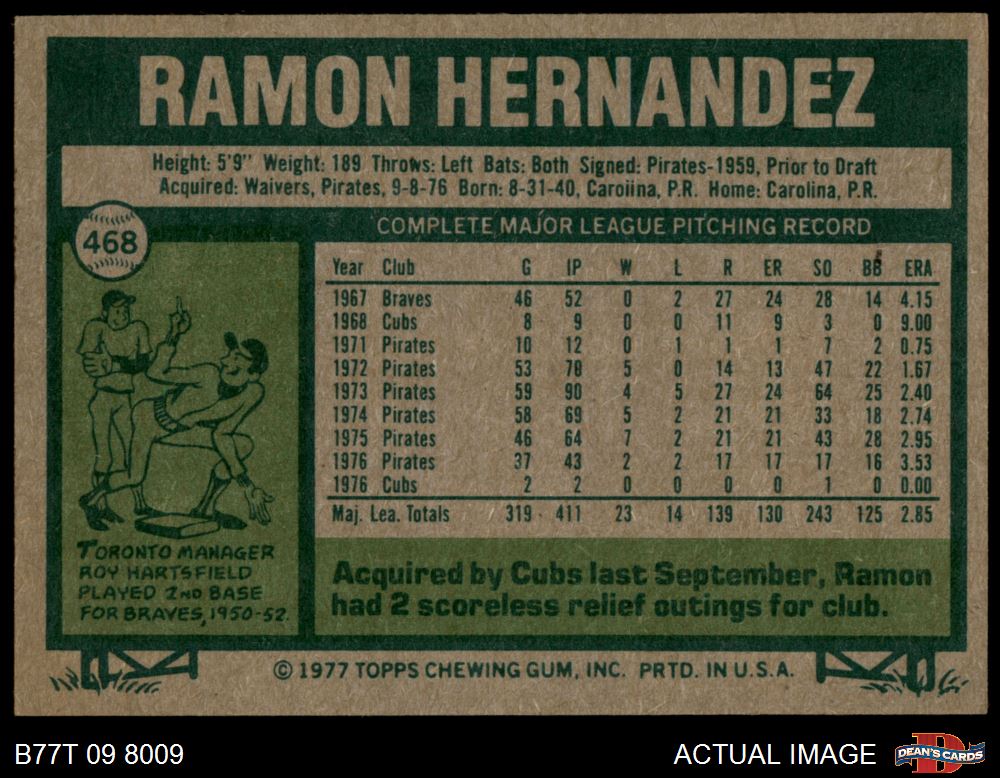 RAMON HERNANDEZ
Height: 5'9" Weight: 189 Throws: Left Bats: Both Signed: Pirates-1959, Prior to Draft
Acquired: Waivers, Pirates, 9-8-76 Born: 8-31-40, Carolina, P.R. Home: Carolina, P.R.
468
COMPLETE MAJOR LEAGUE PITCHING RECORD
Year Club G IP W L R ER SO BB ERA
1967 Braves 46 52 0 2 27 24 28 14 4.15
1968 Cubs 8 9 0 0 11 9 3 0 9.00
1971 Pirates 10 12 0 1 1 1 7 2 0.75
1972 Pirates 53 70 5 0 14 13 47 22 1.67
1973 Pirates 59 90 4 5 27 24 64 25 2.40
1974 Pirates 58 69 5 2 21 21 33 18 2.74
1975 Pirates 46 64 7 2 21 21 43 28 2.95
1976 Pirates 37 43 2 2 17 17 17 16 3.53
1976 Cubs 2 2 0 0 0 0 1 0 0.00
Maj. Lea. Totals 319 411 23 14 139 130 243 125 2.85
TORONTO MANAGER
ROY HARTSFIELD
PLAYED 2ND BASE
FOR BRAVES, 1950-52.
Acquired by Cubs last September, Ramon
had 2 scoreless relief outings for club.
© 1977 TOPPS CHEWING GUM, INC. PRTD. IN U.S.A.
B77T 09 8009
ACTUAL IMAGE
DEAN'S CARDS